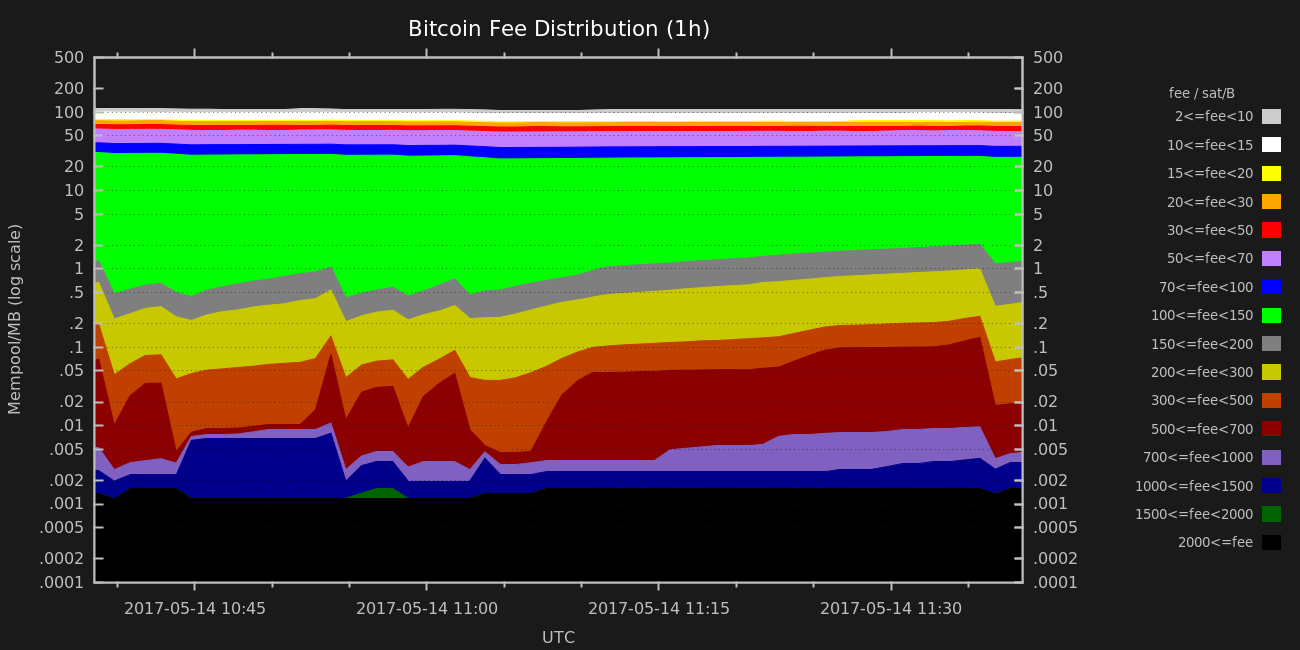 Bitcoin Fee Distribution (1h)
500
200
100
50
20
10
5
2
1
.5
.2
.1
.05
.02
.01
.005
.002
.001
.0005
.0002
.0001
Mempool/MB (log scale)
500
200
100
50
20
10
5
2
1
.5
.2
.1
.05
.02
.01
.005
.002
.001
.0005
.0002
.0001
2017-05-14 10:45
2017-05-14 11:00
2017-05-14 11:15
2017-05-14 11:30
UTC
fee / sat/B
2<=fee<10
10<=fee<15
15<=fee<20
20<=fee<30
30<=fee<50
50<=fee<70
70<=fee<100
100<=fee<150
150<=fee<200
200<=fee<300
300<=fee<500
500<=fee<700
700<=fee<1000
1000<=fee<1500
1500<=fee<2000
2000<=fee